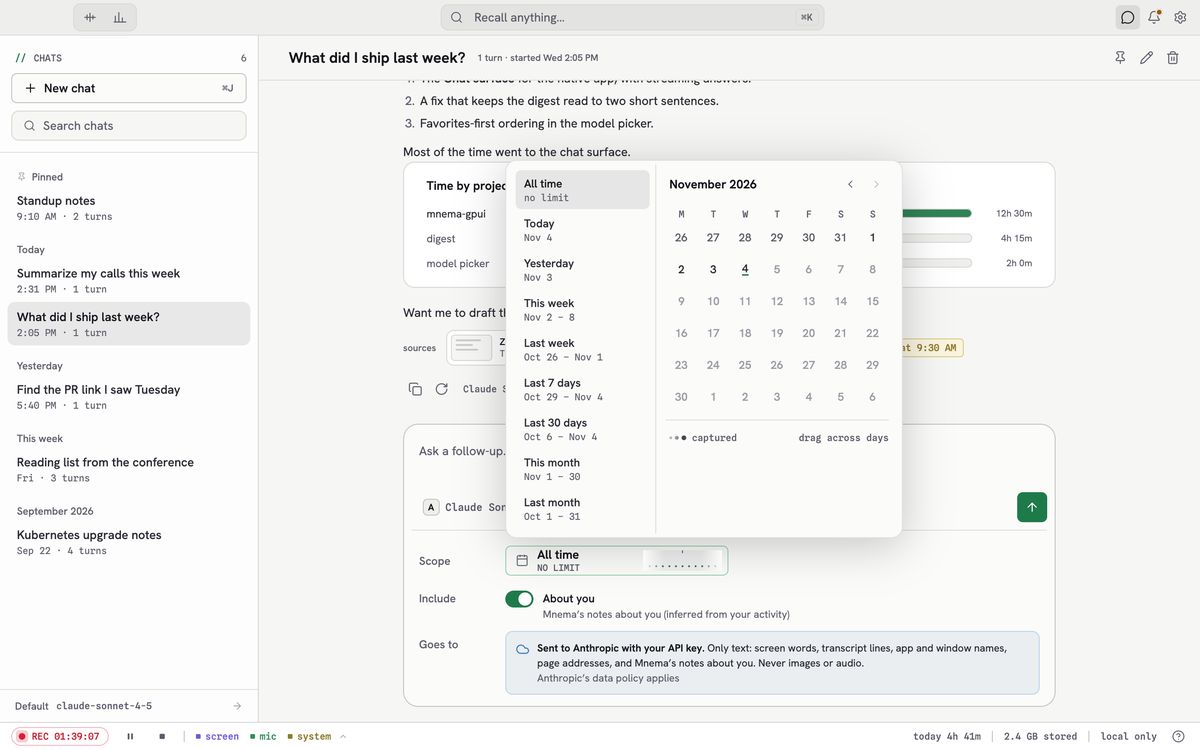 Recall anything...
⌘K
// CHATS
6
+ New chat
⌘J
Search chats
Pinned
Standup notes
9:10 AM · 2 turns
Today
Summarize my calls this week
2:31 PM · 1 turn
What did I ship last week?
2:05 PM · 1 turn
Yesterday
Find the PR link I saw Tuesday
5:40 PM · 1 turn
This week
Reading list from the conference
Fri · 3 turns
September 2026
Kubernetes upgrade notes
Sep 22 · 4 turns
Default claude-sonnet-4-5
What did I ship last week?
1 turn · started Wed 2:05 PM
1. The Chat surface for the native app, with streaming answers.
2. A fix that keeps the digest read to two short sentences.
3. Favorites-first ordering in the model picker.
Most of the time went to the chat surface.
Time by projec
mnema-gpui
12h 30m
digest
4h 15m
model picker
2h 0m
Want me to draft th
sources
at 9:30 AM
Claude S
All time
no limit
Today
Nov 4
Yesterday
Nov 3
This week
Nov 2 – 8
Last week
Oct 26 – Nov 1
Last 7 days
Oct 29 – Nov 4
Last 30 days
Oct 6 – Nov 4
This month
Nov 1 – 30
Last month
Oct 1 – 31
November 2026
M T W T F S S
26 27 28 29 30 31 1
2 3 4 5 6 7 8
9 10 11 12 13 14 15
16 17 18 19 20 21 22
23 24 25 26 27 28 29
30 1 2 3 4 5 6
captured
drag across days
Ask a follow-up.
A Claude Son
Scope
All time
NO LIMIT
Include
About you
Mnema’s notes about you (inferred from your activity)
Goes to
Sent to Anthropic with your API key. Only text: screen words, transcript lines, app and window names,
page addresses, and Mnema’s notes about you. Never images or audio.
Anthropic’s data policy applies
REC 01:39:07
screen
mic
system
today 4h 41m
2.4 GB stored
local only